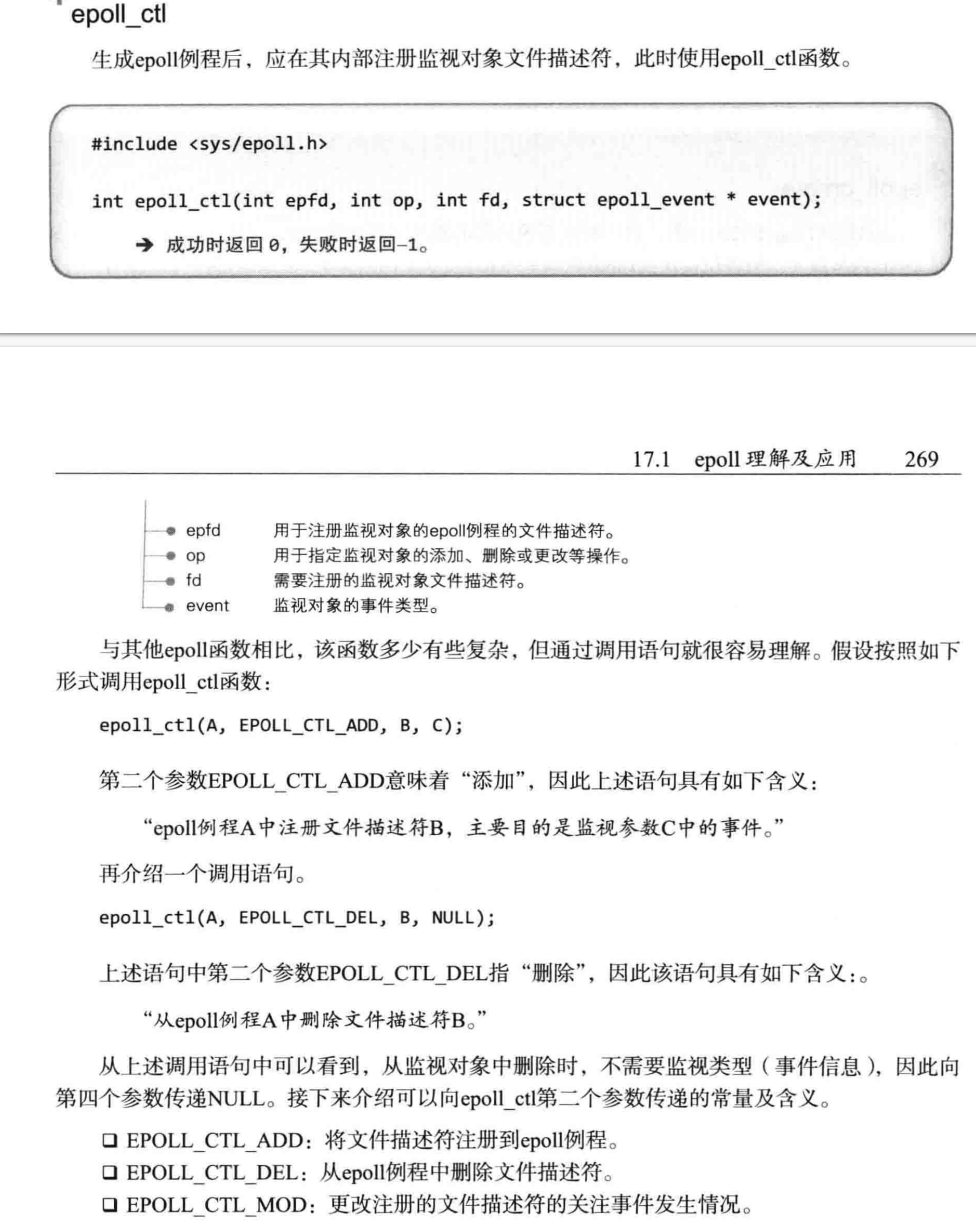 epoll_ctl
生成epoll例程后，应在其内部注册监视对象文件描述符，此时使用epoll_ctl函数。
#include <sys/epoll.h>
int epoll_ctl(int epfd, int op, int fd, struct epoll_event * event);
➔ 成功时返回 0，失败时返回–1。
17.1 epoll 理解及应用 269
epfd 用于注册监视对象的epoll例程的文件描述符。
op 用于指定监视对象的添加、删除或更改等操作。
fd 需要注册的监视对象文件描述符。
event 监视对象的事件类型。
与其他epoll函数相比，该函数多少有些复杂，但通过调用语句就很容易理解。假设按照如下
形式调用epoll_ctl函数：
epoll_ctl(A, EPOLL_CTL_ADD, B, C);
第二个参数EPOLL_CTL_ADD意味着“添加”，因此上述语句具有如下含义：
“epoll例程A中注册文件描述符B，主要目的是监视参数C中的事件。”
再介绍一个调用语句。
epoll_ctl(A, EPOLL_CTL_DEL, B, NULL);
上述语句中第二个参数EPOLL_CTL_DEL指“删除”，因此该语句具有如下含义：。
“从epoll例程A中删除文件描述符B。”
从上述调用语句中可以看到，从监视对象中删除时，不需要监视类型（事件信息），因此向
第四个参数传递NULL。接下来介绍可以向epoll_ctl第二个参数传递的常量及含义。
❑ EPOLL_CTL_ADD：将文件描述符注册到epoll例程。
❑ EPOLL_CTL_DEL：从epoll例程中删除文件描述符。
❑ EPOLL_CTL_MOD：更改注册的文件描述符的关注事件发生情况。